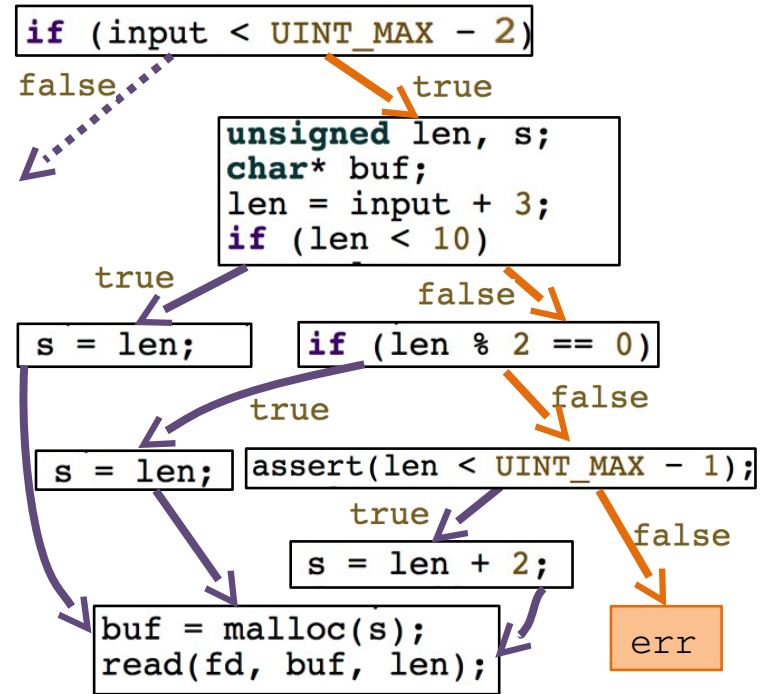 if (input < UINT_MAX - 2)
false
true
unsigned len, s;
char* buf;
len = input + 3;
if (len < 10)
true
false
s = len;
if (len % 2 == 0)
true
false
s = len;
assert(len < UINT_MAX - 1);
true
false
s = len + 2;
buf = malloc(s);
read(fd, buf, len);
err